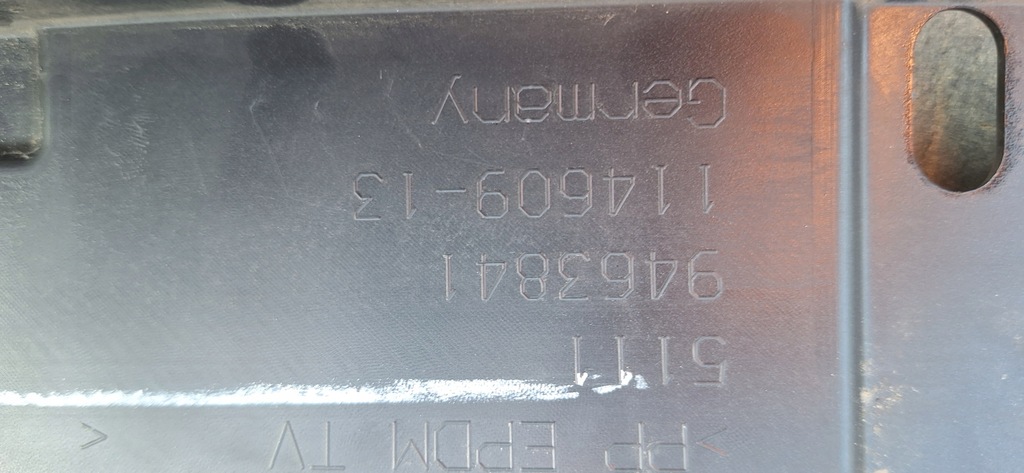 >PP EPDM TV <
5111
9463841
114609-13
Germany